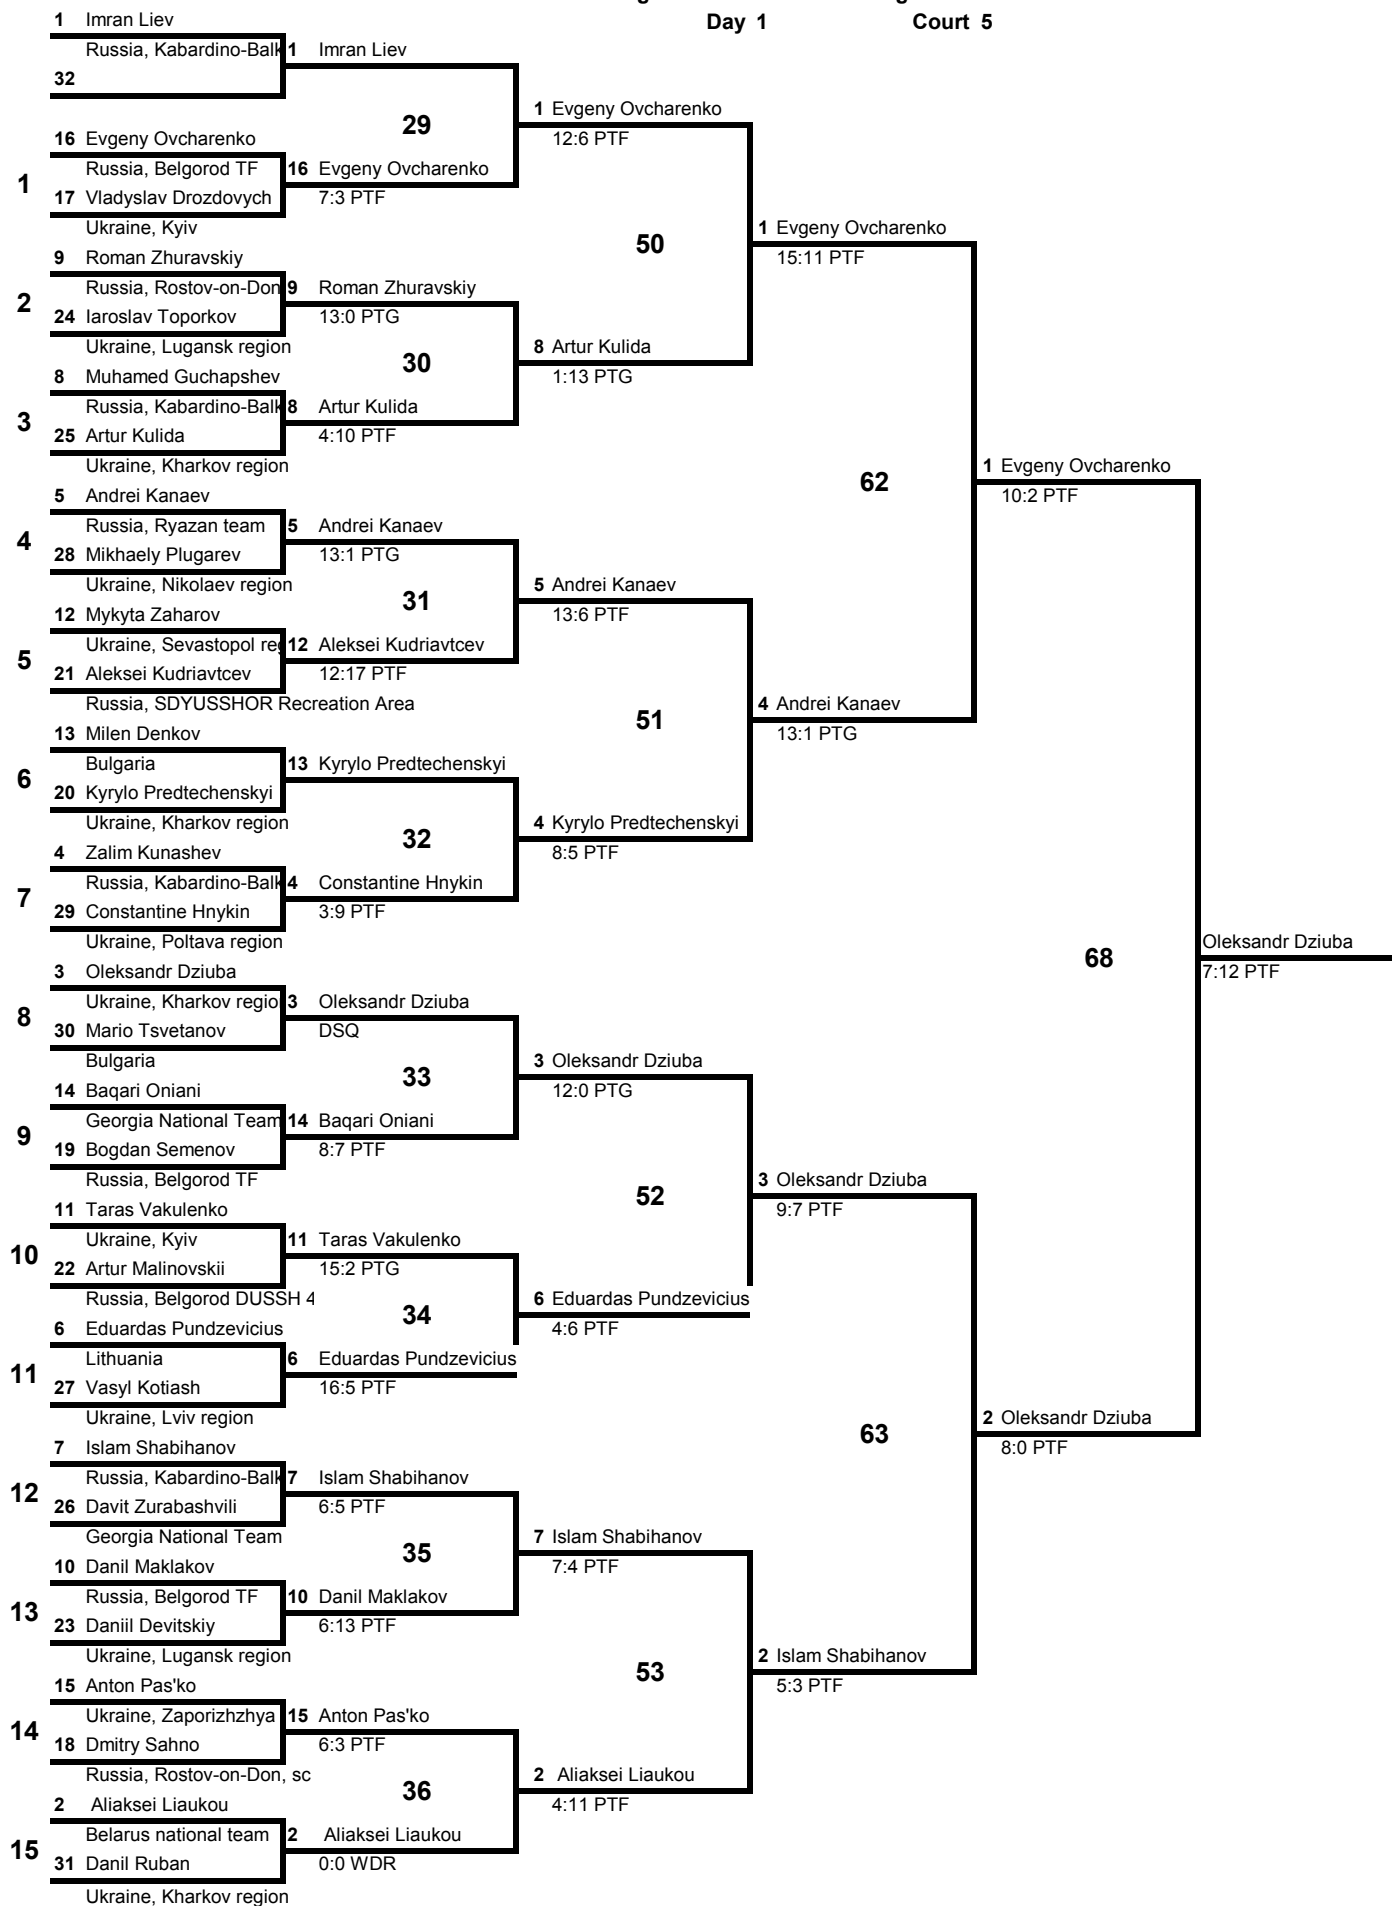 Day 1 Court 5
1 Imran Liev
Russia, Kabardino-Balk 1 Imran Liev
32
29
1 Evgeny Ovcharenko
12:6 PTF
16 Evgeny Ovcharenko
Russia, Belgorod TF 16 Evgeny Ovcharenko
1
17 Vladyslav Drozdovych 7:3 PTF
Ukraine, Kyiv
1 Evgeny Ovcharenko
50
15:11 PTF
9 Roman Zhuravskiy
Russia, Rostov-on-Don 9 Roman Zhuravskiy
2
24 Iaroslav Toporkov 13:0 PTG
Ukraine, Lugansk region
30
8 Artur Kulida
1:13 PTG
8 Muhamed Guchapshev
Russia, Kabardino-Balk 8 Artur Kulida
3
25 Artur Kulida 4:10 PTF
Ukraine, Kharkov region
62
1 Evgeny Ovcharenko
10:2 PTF
5 Andrei Kanaev
Russia, Ryazan team 5 Andrei Kanaev
4
28 Mikhaely Plugarev 13:1 PTG
Ukraine, Nikolaev region
31
5 Andrei Kanaev
13:6 PTF
12 Mykyta Zaharov
Ukraine, Sevastopol reg 12 Aleksei Kudriavtcev
5
21 Aleksei Kudriavtcev 12:17 PTF
Russia, SDYUSSHOR Recreation Area
51
4 Andrei Kanaev
13:1 PTG
13 Milen Denkov
Bulgaria 13 Kyrylo Predtechenskyi
6
20 Kyrylo Predtechenskyi
Ukraine, Kharkov region
32
4 Kyrylo Predtechenskyi
8:5 PTF
4 Zalim Kunashev
Russia, Kabardino-Balk 4 Constantine Hnykin
7
29 Constantine Hnykin 3:9 PTF
Ukraine, Poltava region
68
Oleksandr Dziuba
7:12 PTF
3 Oleksandr Dziuba
Ukraine, Kharkov regio 3 Oleksandr Dziuba
8
30 Mario Tsvetanov DSQ
Bulgaria
33
3 Oleksandr Dziuba
12:0 PTG
14 Baqari Oniani
Georgia National Team 14 Baqari Oniani
9
19 Bogdan Semenov 8:7 PTF
Russia, Belgorod TF
52
3 Oleksandr Dziuba
9:7 PTF
11 Taras Vakulenko
Ukraine, Kyiv 11 Taras Vakulenko
10
22 Artur Malinovskii 15:2 PTG
Russia, Belgorod DUSSH 4
34
6 Eduardas Pundzevicius
4:6 PTF
6 Eduardas Pundzevicius
Lithuania 6 Eduardas Pundzevicius
11
27 Vasyl Kotiash 16:5 PTF
Ukraine, Lviv region
63
2 Oleksandr Dziuba
8:0 PTF
7 Islam Shabihanov
Russia, Kabardino-Balk 7 Islam Shabihanov
12
26 Davit Zurabashvili 6:5 PTF
Georgia National Team
35
7 Islam Shabihanov
7:4 PTF
10 Danil Maklakov
Russia, Belgorod TF 10 Danil Maklakov
13
23 Daniil Devitskiy 6:13 PTF
Ukraine, Lugansk region
53
2 Islam Shabihanov
5:3 PTF
15 Anton Pas'ko
Ukraine, Zaporizhzhya 15 Anton Pas'ko
14
18 Dmitry Sahno 6:3 PTF
Russia, Rostov-on-Don, sc
36
2 Aliaksei Liaukou
4:11 PTF
2 Aliaksei Liaukou
Belarus national team 2 Aliaksei Liaukou
15
31 Danil Ruban 0:0 WDR
Ukraine, Kharkov region